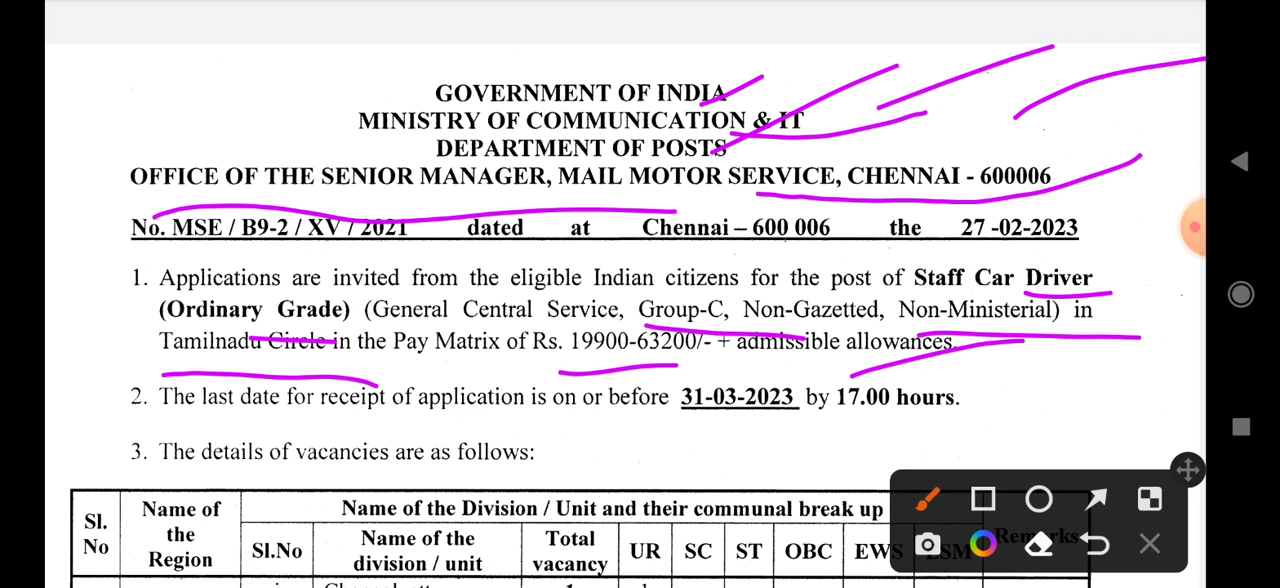 GOVERNMENT OF INDIA
MINISTRY OF COMMUNICATION & IT
DEPARTMENT OF POSTS
OFFICE OF THE SENIOR MANAGER, MAIL MOTOR SERVICE, CHENNAI - 600006
No. MSE / B9-2 / XV / 2021 dated at Chennai – 600 006 the 27 -02-2023
1. Applications are invited from the eligible Indian citizens for the post of Staff Car Driver
(Ordinary Grade) (General Central Service, Group-C, Non-Gazetted, Non-Ministerial) in
Tamilnadu Circle in the Pay Matrix of Rs. 19900-63200/- + admissible allowances.
2. The last date for receipt of application is on or before 31-03-2023 by 17.00 hours.
3. The details of vacancies are as follows:
Sl. No
Name of the Region
Name of the Division / Unit and their communal break up
Remarks
Sl.No
Name of the division / unit
Total vacancy
UR SC ST OBC EWS ESM